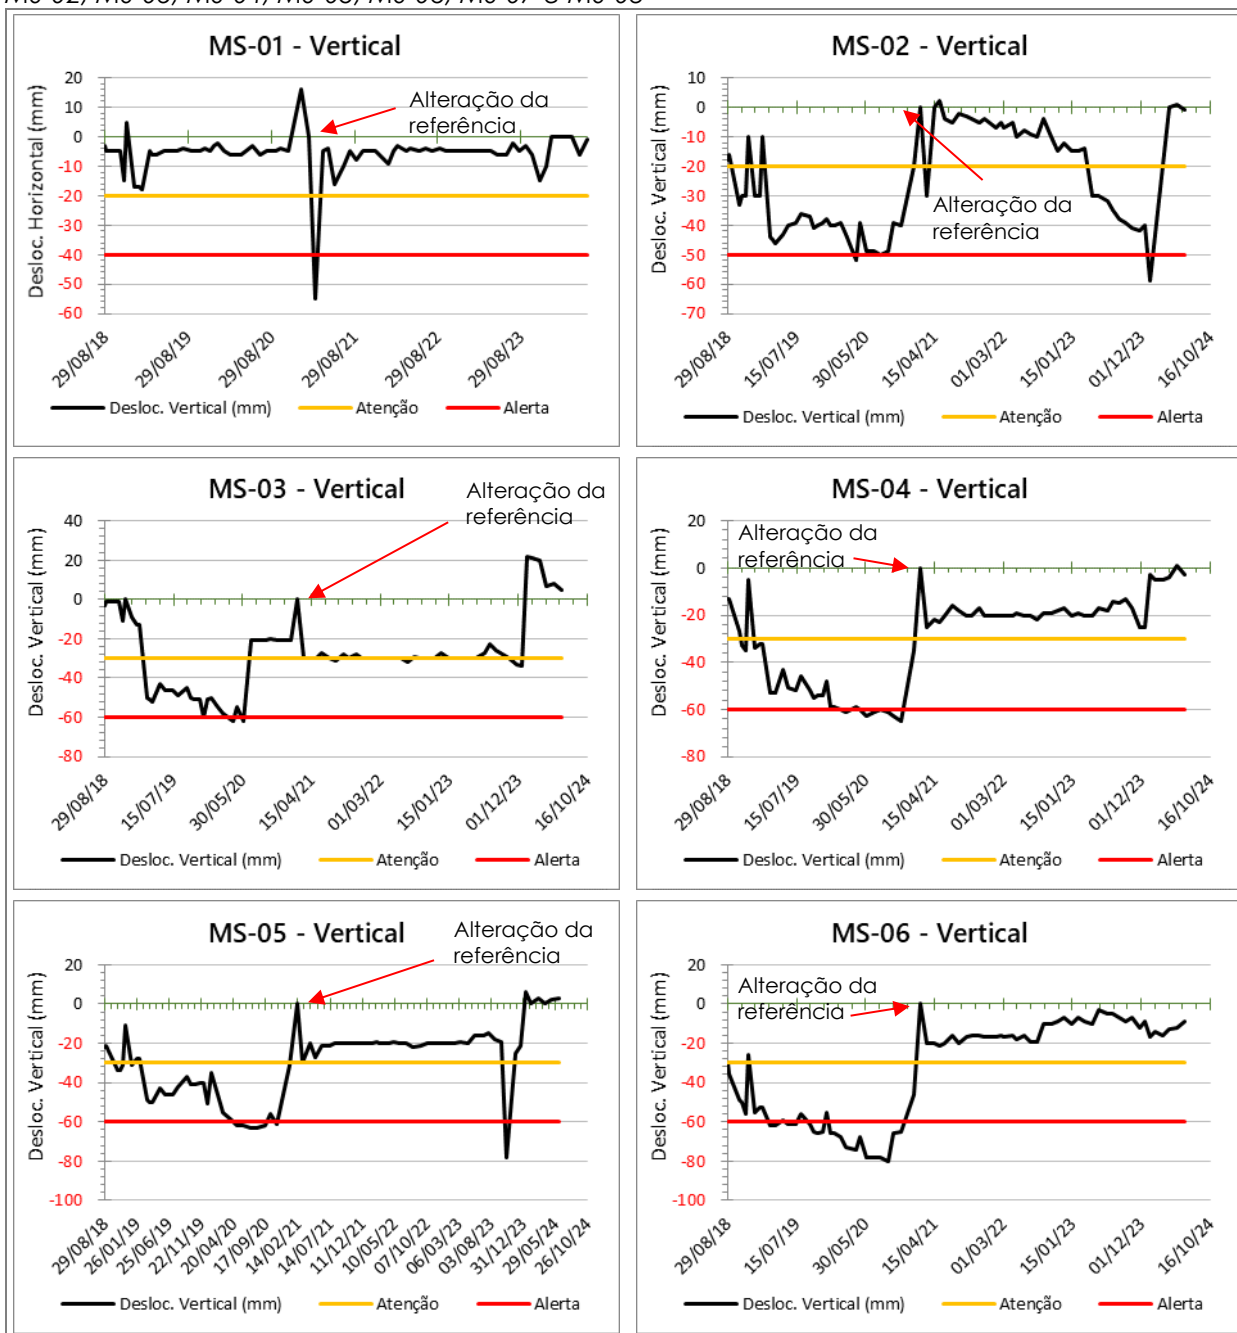 MS-02, MS-03, MS-04, MS-05, MS-06, MS-07 e MS-08
MS-01 - Vertical
Desloc. Horizontal (mm)
20
10
0
-10
-20
-30
-40
-50
-60
Alteração da
referência
29/08/18
29/08/19
29/08/20
29/08/21
29/08/22
29/08/23
Desloc. Vertical (mm)
Atenção
Alerta
MS-02 - Vertical
Desloc. Vertical (mm)
10
0
-10
-20
-30
-40
-50
-60
-70
Alteração da
referência
29/08/18
15/07/19
30/05/20
15/04/21
01/03/22
15/01/23
01/12/23
16/10/24
Desloc. Vertical (mm)
Atenção
Alerta
MS-03 - Vertical
Desloc. Vertical (mm)
40
20
0
-20
-40
-60
-80
Alteração da
referência
29/08/18
15/07/19
30/05/20
15/04/21
01/03/22
15/01/23
01/12/23
16/10/24
Desloc. Vertical (mm)
Atenção
Alerta
MS-04 - Vertical
Desloc. Vertical (mm)
20
0
-20
-40
-60
-80
Alteração da
referência
29/08/18
15/07/19
30/05/20
15/04/21
01/03/22
15/01/23
01/12/23
16/10/24
Desloc. Vertical (mm)
Atenção
Alerta
MS-05 - Vertical
Desloc. Vertical (mm)
20
0
-20
-40
-60
-80
-100
Alteração da
referência
29/08/18
26/01/19
25/06/19
22/11/19
20/04/20
17/09/20
14/02/21
14/07/21
11/12/21
10/05/22
07/10/22
06/03/23
03/08/23
31/12/23
29/05/24
26/10/24
Desloc. Vertical (mm)
Atenção
Alerta
MS-06 - Vertical
Desloc. Vertical (mm)
20
0
-20
-40
-60
-80
-100
Alteração da
referência
29/08/18
15/07/19
30/05/20
15/04/21
01/03/22
15/01/23
01/12/23
16/10/24
Desloc. Vertical (mm)
Atenção
Alerta